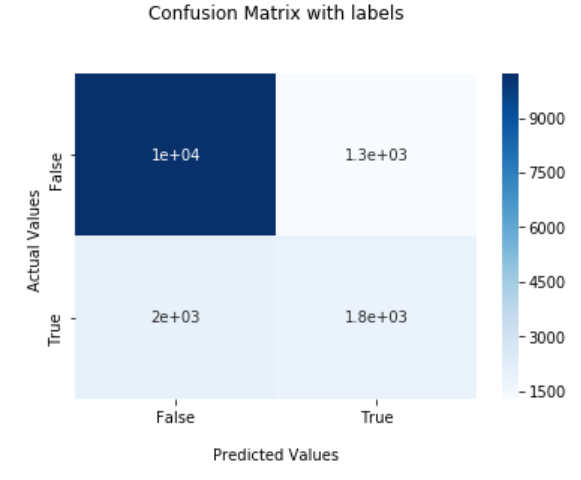 Confusion Matrix with labels
False
1e+04
1.3e+03
Actual Values
True
2e+03
1.8e+03
False
True
Predicted Values
9000
7500
6000
4500
3000
1500